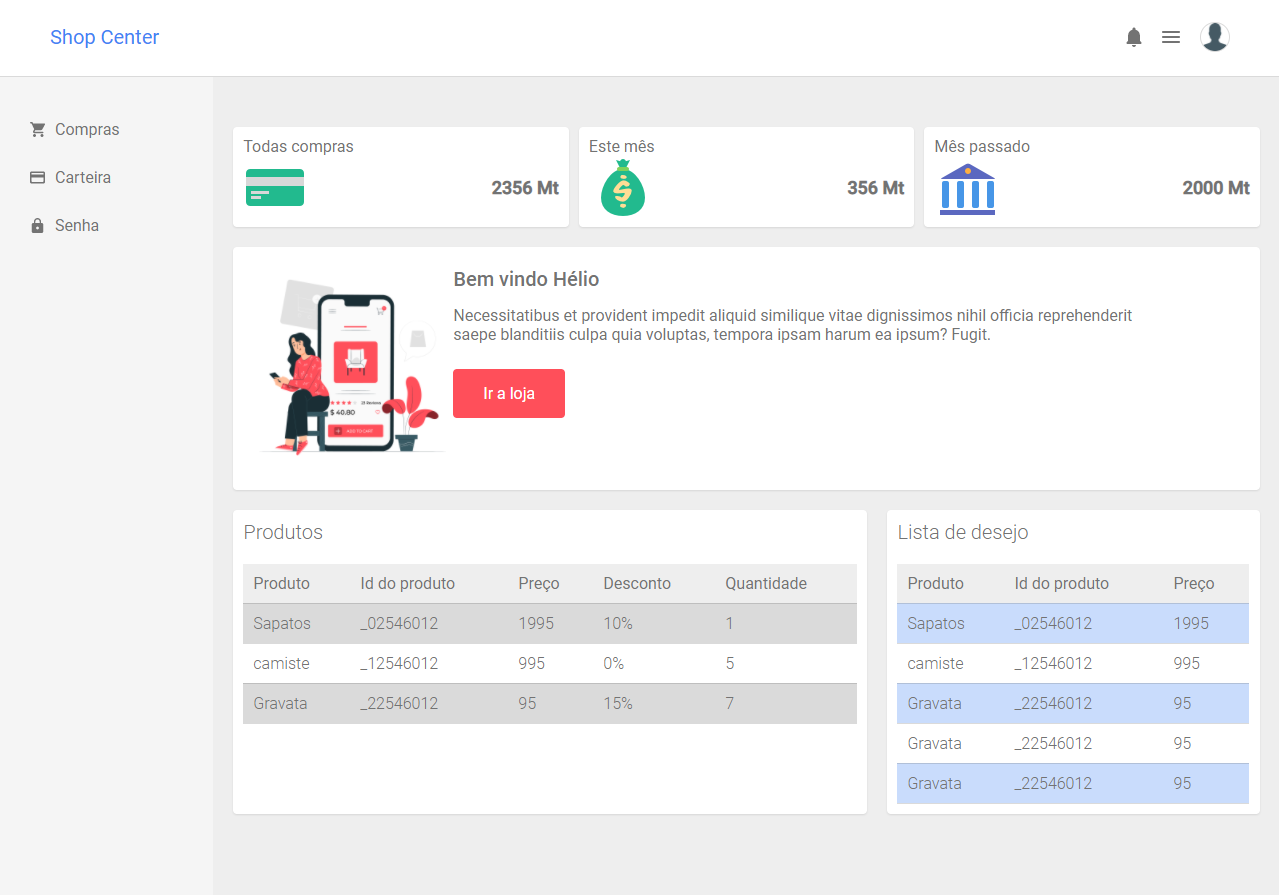 Shop Center
Compras
Carteira
Senha
Todas compras
2356 Mt
Este mês
356 Mt
Mês passado
2000 Mt
$ 40.80
ADD TO CART
Bem vindo Hélio
Necessitatibus et provident impedit aliquid similique vitae dignissimos nihil officia reprehenderit
saepe blanditiis culpa quia voluptas, tempora ipsam harum ea ipsum? Fugit.
Ir a loja
Produtos
Produto Id do produto Preço Desconto Quantidade
Sapatos _02546012 1995 10% 1
camiste _12546012 995 0% 5
Gravata _22546012 95 15% 7
Lista de desejo
Produto Id do produto Preço
Sapatos _02546012 1995
camiste _12546012 995
Gravata _22546012 95
Gravata _22546012 95
Gravata _22546012 95